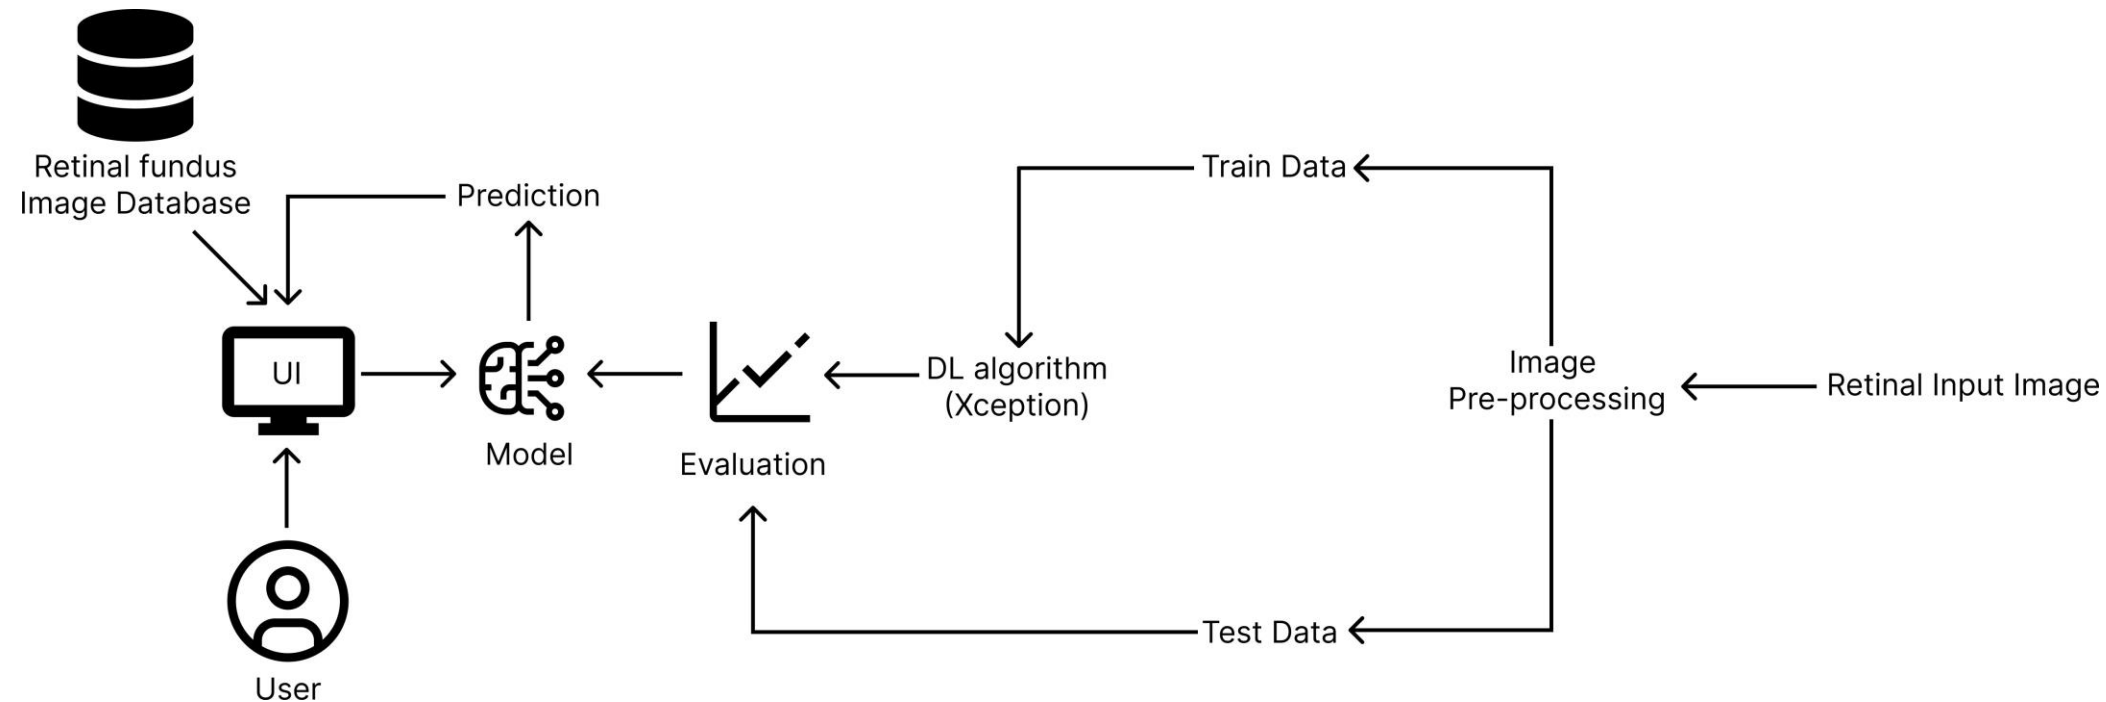 Retinal fundus
Image Database
Prediction
Train Data
UI
Model
Evaluation
DL algorithm
(Xception)
Image
Pre-processing
Retinal Input Image
Test Data
User